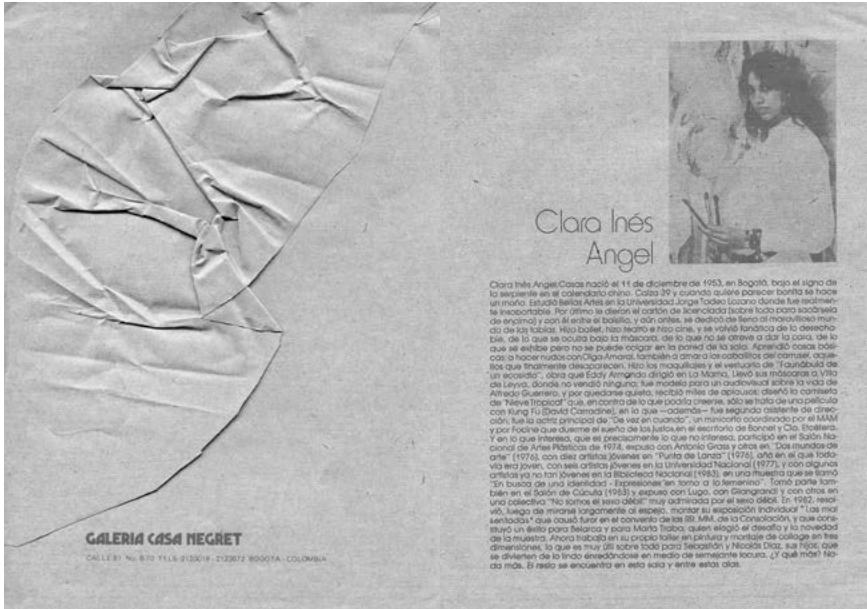 GALERIA CASA NEGRET
CALLE 81 No. 8-70 TELS. 2133018 - 2123672 BOGOTA - COLOMBIA
Clara Inés
Angel
Clara Inés Angel Casas nació el 11 de diciembre de 1953, en Bogotá, bajo el signo de
la serpiente en el calendario chino. Calza 39 y cuando quiere parecer bonita se hace
un moño. Estudió Bellas Artes en la Universidad Jorge Tadeo Lozano donde fue realmen-
te insoportable. Por último le dieron el cartón de licenciada (sobre todo para sacársela
de encima) y con él entre el bolsillo, y aún antes, se dedicó de lleno al maravilloso mun-
do de las tablas. Hizo ballet, hizo teatro e hizo cine, y se volvió fanática de lo desecha-
ble, de lo que se oculta bajo la máscara, de lo que no se atreve a dar la cara, de lo
que se exhibe pero no se puede colgar en la pared de la sala. Aprendió cosas bási-
cas: a hacer nudos con Olga Amaral, también a amar a los caballitos del carrusel, aque-
llos que finalmente desaparecen. Hizo los maquillajes y el vestuario de "Faunábula de
un ecosidio", obra que Eddy Armando dirigió en La Mama. Llevó sus máscaras a Villa
de Leyva, donde no vendió ninguna; fue modelo para un audiovisual sobre la vida de
Alfredo Guerrero, y por quedarse quieta, recibió miles de aplausos; diseñó la camiseta
de "Nieve Tropical" que, en contra de lo que podría creerse, sólo se trata de una película
con Kung Fu (David Carradine), en la que —además— fue segundo asistente de direc-
ción; fue la actriz principal de "De vez en cuando", un minicorto coordinado por el MAM
y por Focine que duerme el sueño de los justos en el escritorio de Bonnet y Cía. Etcétera.
Y en lo que interesa, que es precisamente lo que no interesa, participó en el Salón Na-
cional de Artes Plásticas de 1974, expuso con Antonio Grass y otros en "Dos mundos de
arte" (1976), con diez artistas jóvenes en "Punta de Lanza" (1976), año en el que toda-
vía era joven, con seis artistas jóvenes en la Universidad Nacional (1977), y con algunos
artistas ya no tan jóvenes en la Biblioteca Nacional (1983), en una muestra que se llamó
"En busca de una identidad - Expresiones en torno a lo femenino". Tomó parte tam-
bién en el Salón de Cúcuta (1983) y expuso con Lugo, con Giangrandi y con otros en
una colectiva "No somos el sexo débil" muy admirada por el sexo débil. En 1982, resol-
vió, luego de mirarse largamente al espejo, montar su exposición individual "Las mal
sentadas" que causó furor en el convento de las RR. MM. de la Consolación, y que cons-
tituyó un éxito para Belarca y para Marta Traba, quien elogió el desafío y la novedad
de la muestra. Ahora trabaja en su propio taller en pintura y montaje de collage en tres
dimensiones, lo que es muy útil sobre todo para Sebastián y Nicolás Díaz, sus hijos, que
se divierten de lo lindo enredándose en medio de semejante locura. ¿Y qué más? Na-
da más. El resto se encuentra en esta sala y entre estas alas.